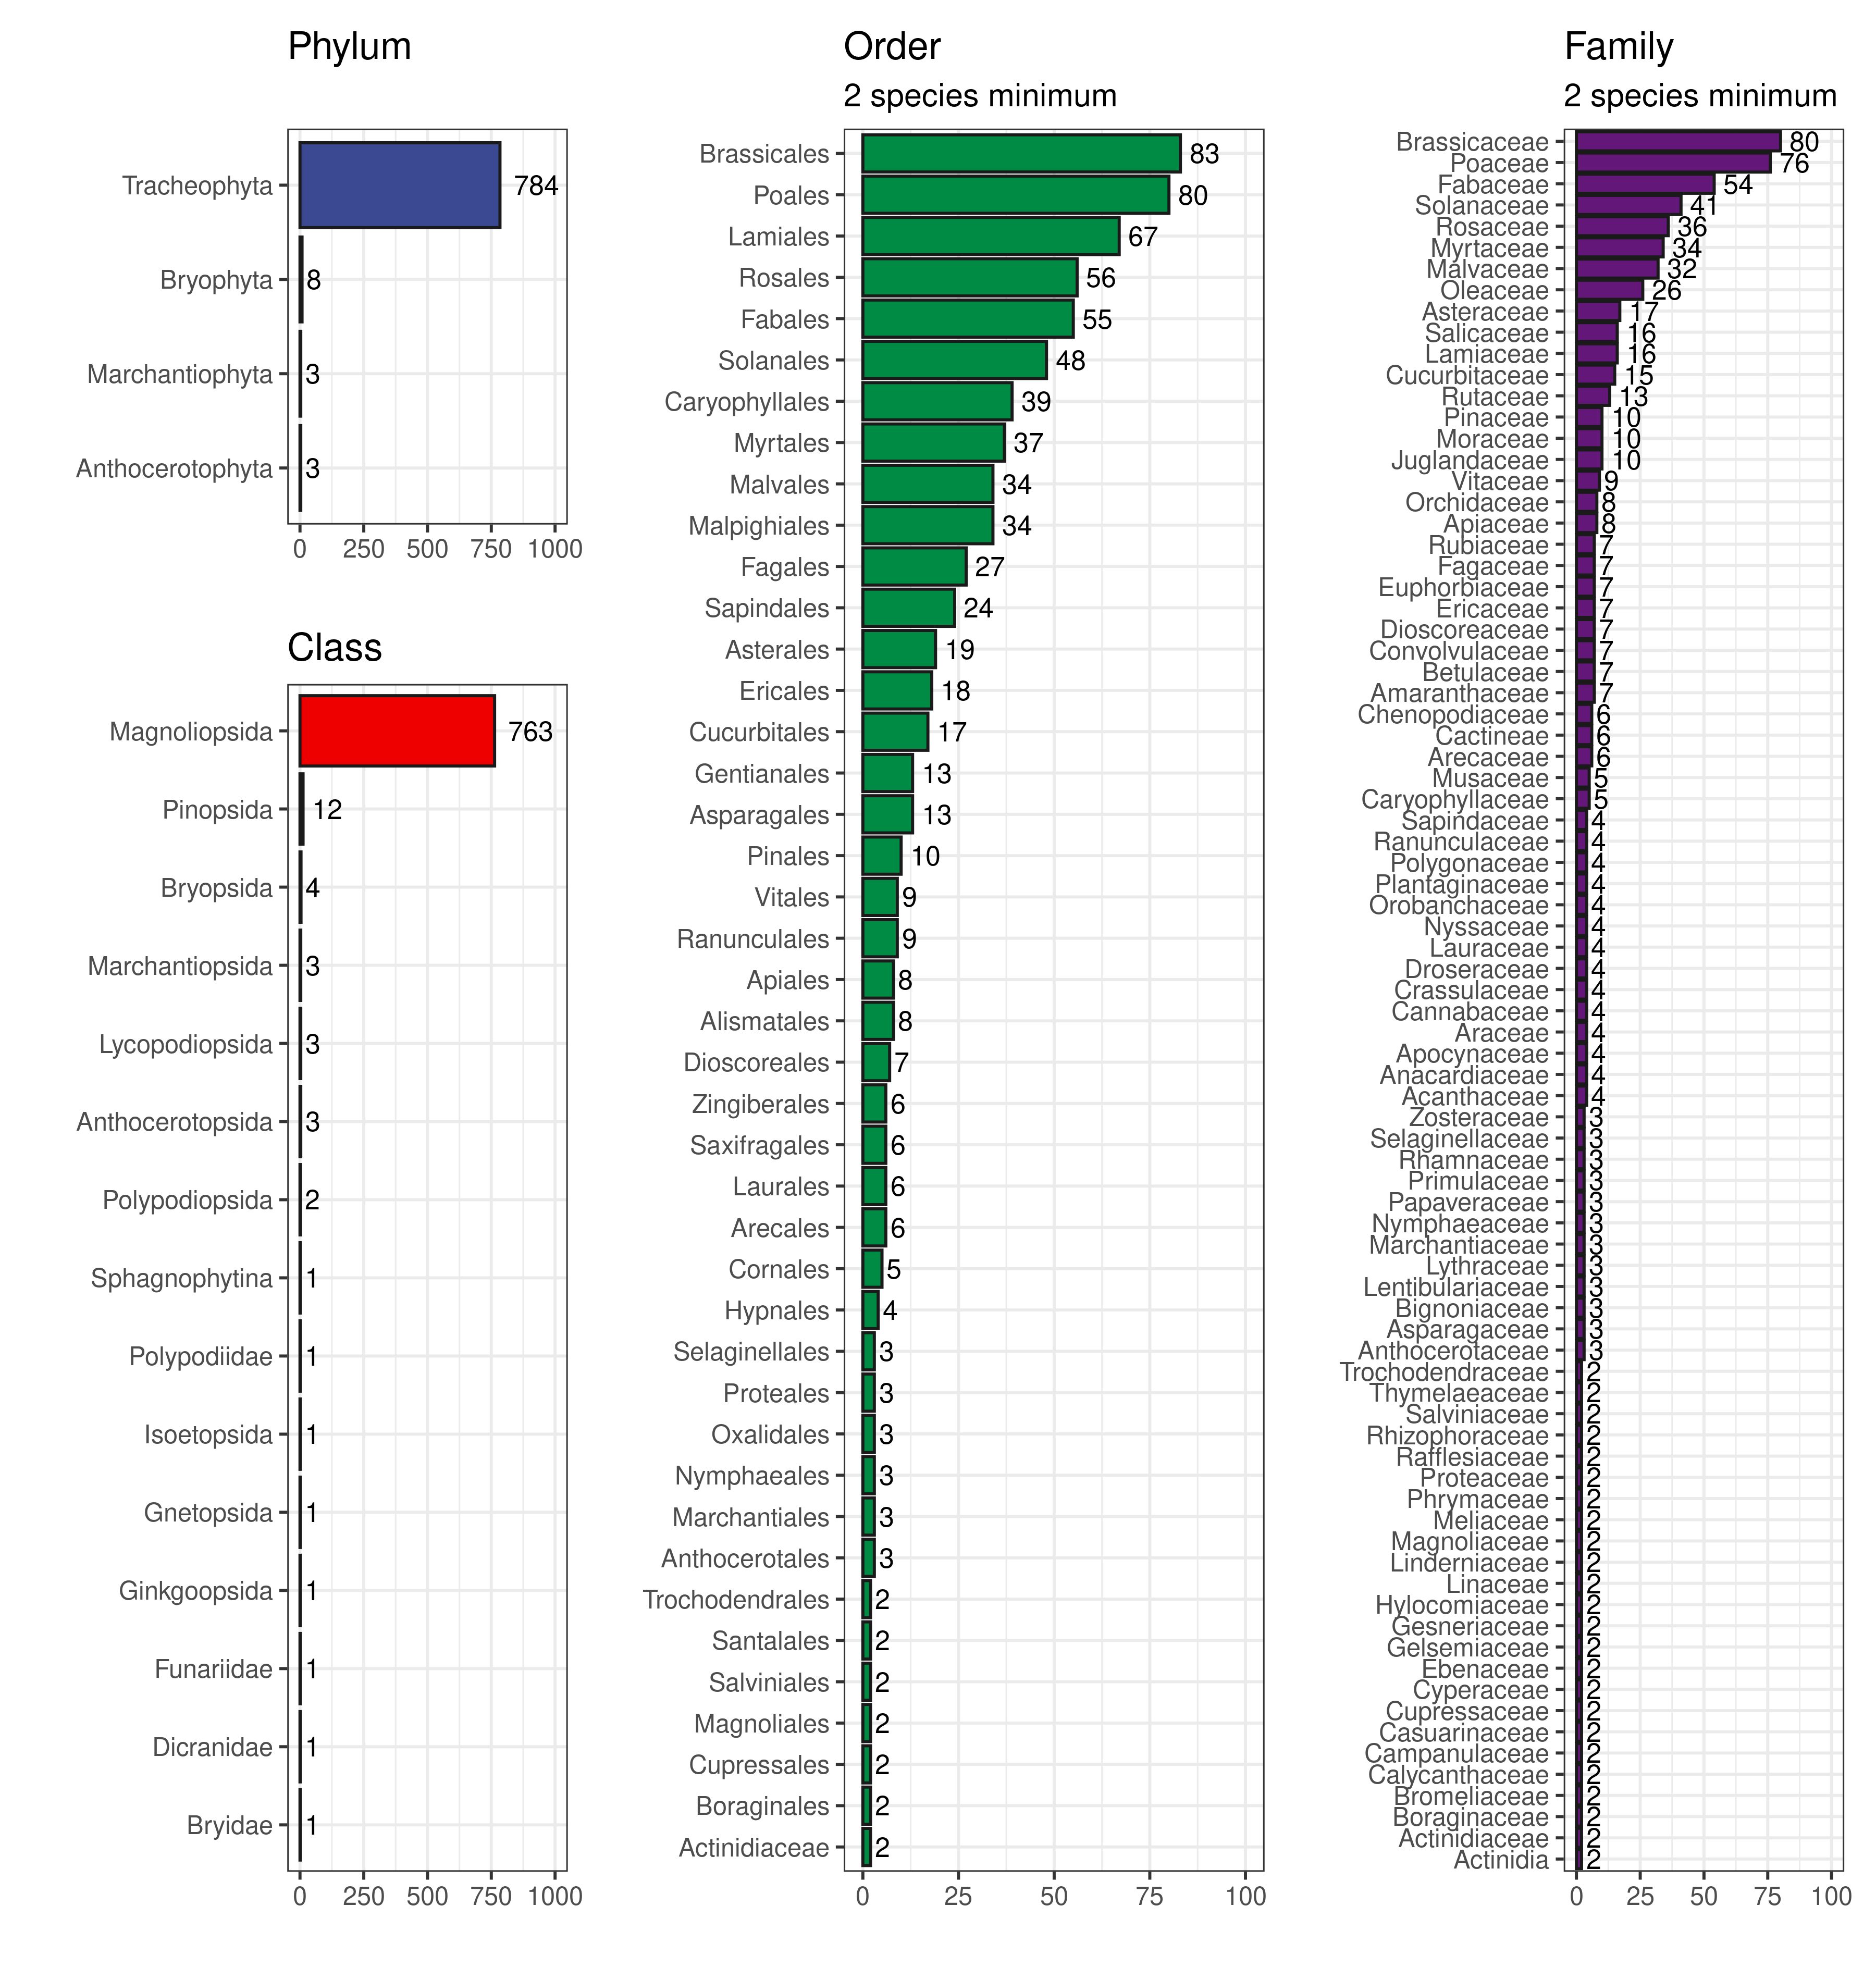 Phylum
Tracheophyta 784
Bryophyta 8
Marchantiophyta 3
Anthocerotophyta 3
0 250 500 750 1000
Class
Magnoliopsida 763
Pinopsida 12
Bryopsida 4
Marchantiopsida 3
Lycopodiopsida 3
Anthocerotopsida 3
Polypodiopsida 2
Sphagnophytina 1
Polypodiidae 1
Isoetopsida 1
Gnetopsida 1
Ginkgoopsida 1
Funariidae 1
Dicranidae 1
Bryidae 1
0 250 500 750 1000
Order
2 species minimum
Brassicales 83
Poales 80
Lamiales 67
Rosales 56
Fabales 55
Solanales 48
Caryophyllales 39
Myrtales 37
Malvales 34
Malpighiales 34
Fagales 27
Sapindales 24
Asterales 19
Ericales 18
Cucurbitales 17
Gentianales 13
Asparagales 13
Pinales 10
Vitales 9
Ranunculales 9
Apiales 8
Alismatales 8
Dioscoreales 7
Zingiberales 6
Saxifragales 6
Laurales 6
Arecales 6
Cornales 5
Hypnales 4
Selaginellales 3
Proteales 3
Oxalidales 3
Nymphaeales 3
Marchantiales 3
Anthocerotales 3
Trochodendrales 2
Santalales 2
Salviniales 2
Magnoliales 2
Cupressales 2
Boraginales 2
Actinidiaceae 2
0 25 50 75 100
Family
2 species minimum
Brassicaceae 80
Poaceae 76
Fabaceae 54
Solanaceae 41
Rosaceae 36
Myrtaceae 34
Malvaceae 32
Oleaceae 26
Asteraceae 17
Salicaceae 16
Lamiaceae 16
Cucurbitaceae 15
Rutaceae 13
Pinaceae 10
Moraceae 10
Juglandaceae 10
Vitaceae 9
Orchidaceae 8
Apiaceae 8
Rubiaceae 7
Fagaceae 7
Euphorbiaceae 7
Ericaceae 7
Dioscoreaceae 7
Convolvulaceae 7
Betulaceae 7
Amaranthaceae 7
Chenopodiaceae 6
Cactineae 6
Arecaceae 6
Musaceae 5
Caryophyllaceae 5
Sapindaceae 4
Ranunculaceae 4
Polygonaceae 4
Plantaginaceae 4
Orobanchaceae 4
Nyssaceae 4
Lauraceae 4
Droseraceae 4
Crassulaceae 4
Cannabaceae 4
Araceae 4
Apocynaceae 4
Anacardiaceae 4
Acanthaceae 4
Zosteraceae 3
Selaginellaceae 3
Rhamnaceae 3
Primulaceae 3
Papaveraceae 3
Nymphaeaceae 3
Marchantiaceae 3
Lythraceae 3
Lentibulariaceae 3
Bignoniaceae 3
Asparagaceae 3
Anthocerotaceae 3
Trochodendraceae 2
Thymelaeaceae 2
Salviniaceae 2
Rhizophoraceae 2
Rafflesiaceae 2
Proteaceae 2
Phrymaceae 2
Meliaceae 2
Magnoliaceae 2
Linderniaceae 2
Linaceae 2
Hylocomiaceae 2
Gesneriaceae 2
Gelsemiaceae 2
Ebenaceae 2
Cyperaceae 2
Cupressaceae 2
Casuarinaceae 2
Campanulaceae 2
Calycanthaceae 2
Bromeliaceae 2
Boraginaceae 2
Actinidiaceae 2
Actinidia 2
0 25 50 75 100